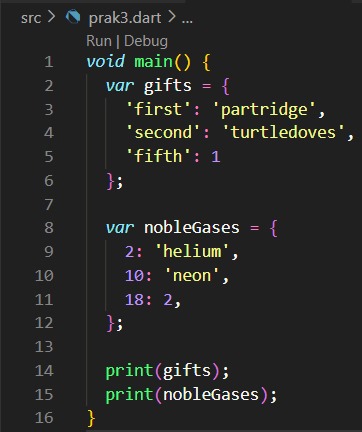 src > prak3.dart > ...
Run | Debug
1 void main() {
2   var gifts = {
3     'first': 'partridge',
4     'second': 'turtledoves',
5     'fifth': 1
6   };
7
8   var nobleGases = {
9     2: 'helium',
10     10: 'neon',
11     18: 2,
12   };
13
14   print(gifts);
15   print(nobleGases);
16 }